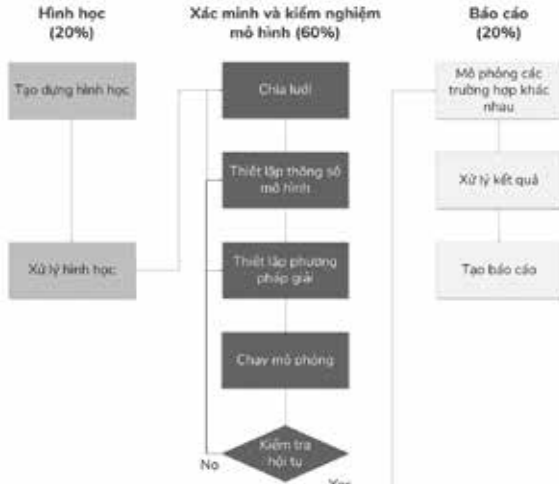 Hình học
(20%)
Tạo dựng hình học
Xử lý hình học
Xác minh và kiểm nghiệm
mô hình (60%)
Chia lưới
Thiết lập thông số
mô hình
Thiết lập phương
pháp giải
Chạy mô phỏng
Kiểm tra
hội tụ
No
Yes
Báo cáo
(20%)
Mô phỏng các
trường hợp khác
nhau
Xử lý kết quả
Tạo báo cáo